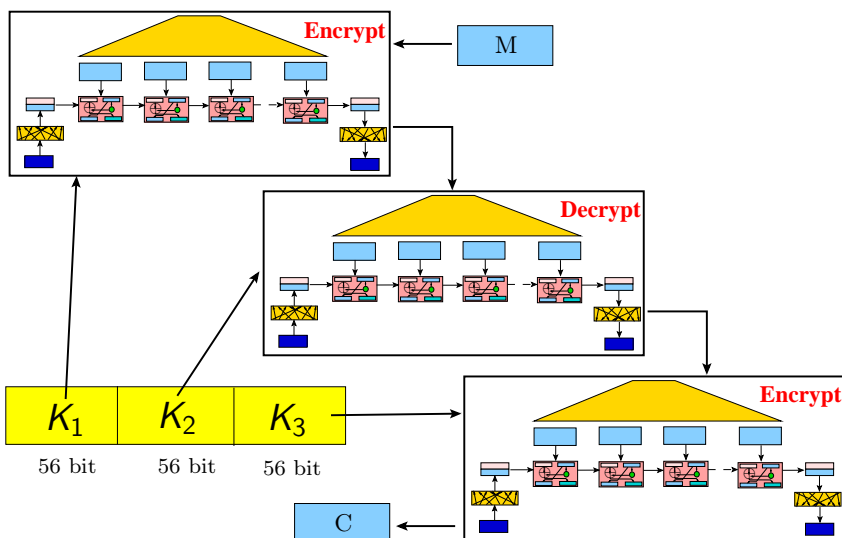 Encrypt
M
Decrypt
K₁ K₂ K₃
56 bit 56 bit 56 bit
Encrypt
C